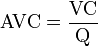 AVC = VC / Q